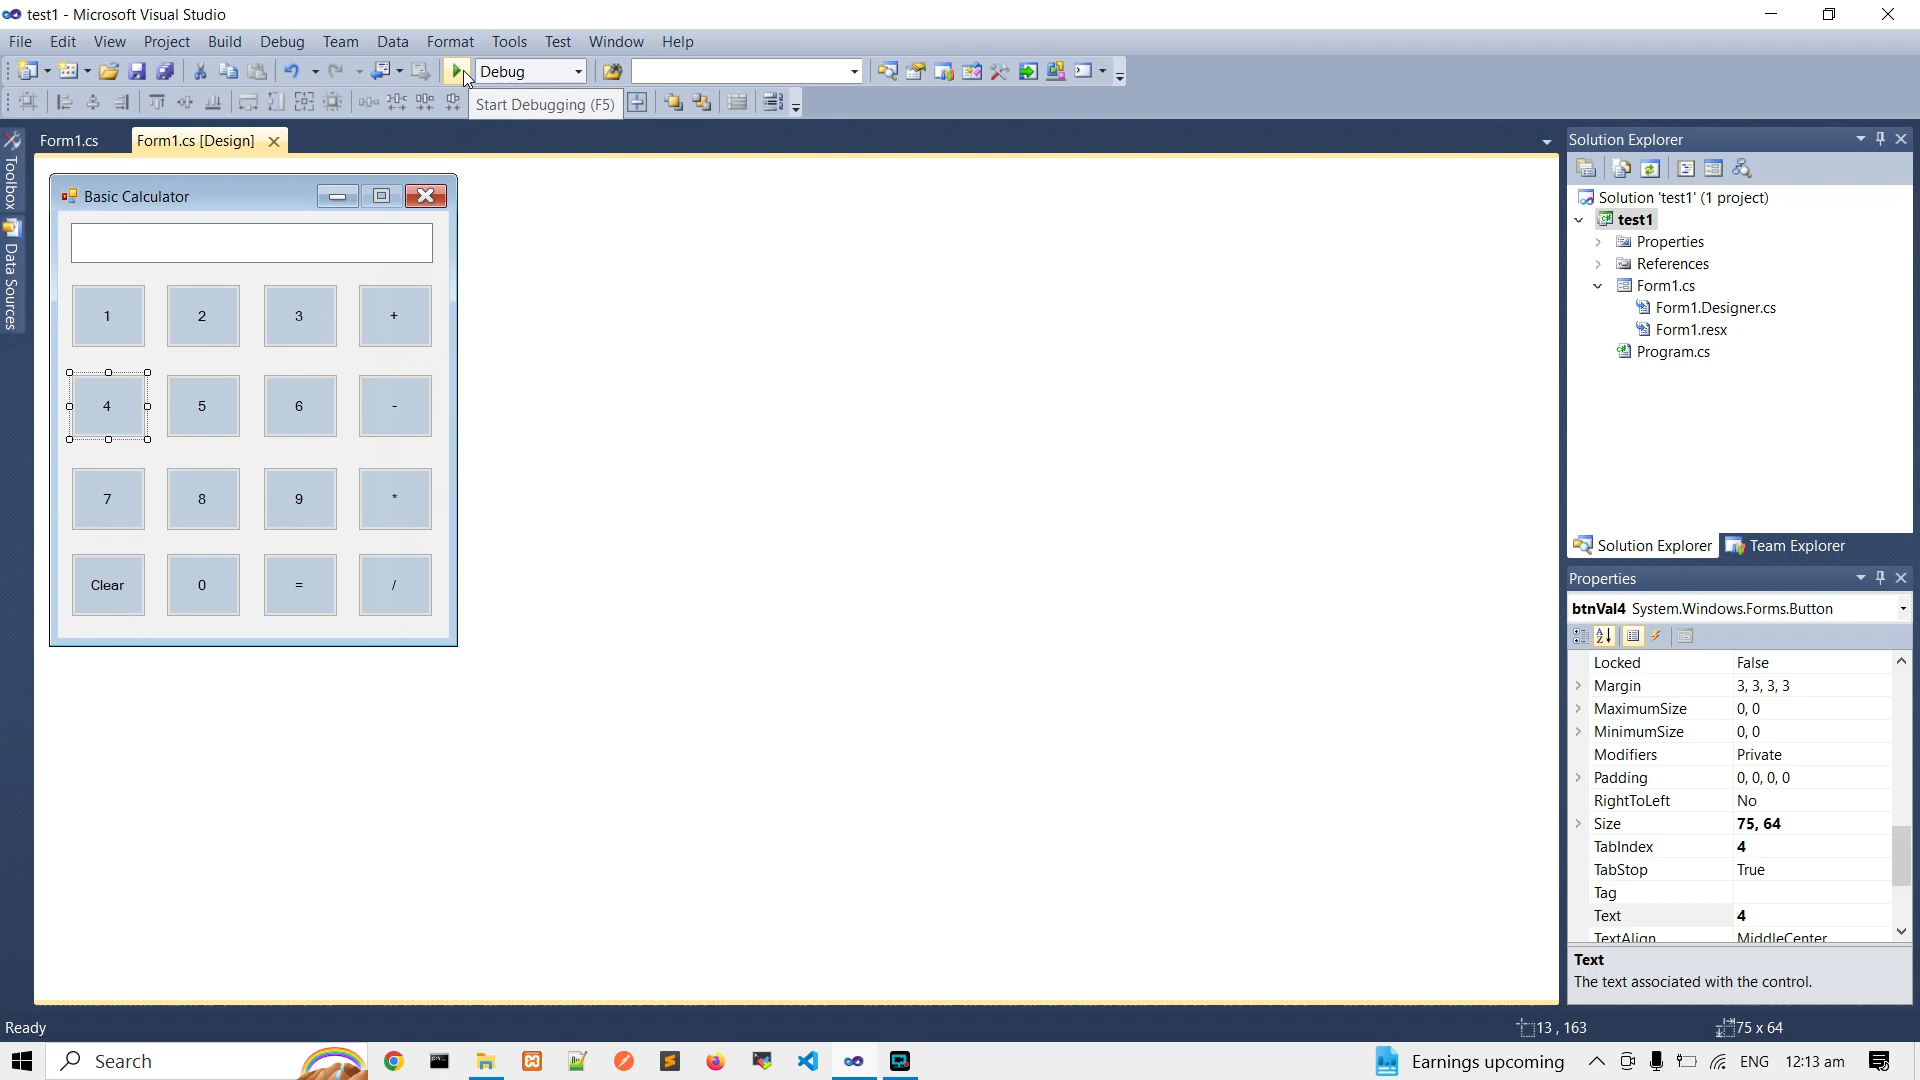 test1 - Microsoft Visual Studio
File Edit View Project Build Debug Team Data Format Tools Test Window Help
Debug
Start Debugging (F5)
Toolbox
Data Sources
Form1.cs
Form1.cs [Design]
Basic Calculator
1 2 3 +
4 5 6 -
7 8 9 *
Clear 0 = /
Solution Explorer
Solution 'test1' (1 project)
test1
Properties
References
Form1.cs
Form1.Designer.cs
Form1.resx
Program.cs
Solution Explorer Team Explorer
Properties
btnVal4 System.Windows.Forms.Button
Locked False
Margin 3, 3, 3, 3
MaximumSize 0, 0
MinimumSize 0, 0
Modifiers Private
Padding 0, 0, 0, 0
RightToLeft No
Size 75, 64
TabIndex 4
TabStop True
Tag
Text 4
TextAlign MiddleCenter
Text
The text associated with the control.
Ready
13 , 163
75 x 64
Search
Earnings upcoming
ENG
12:13 am